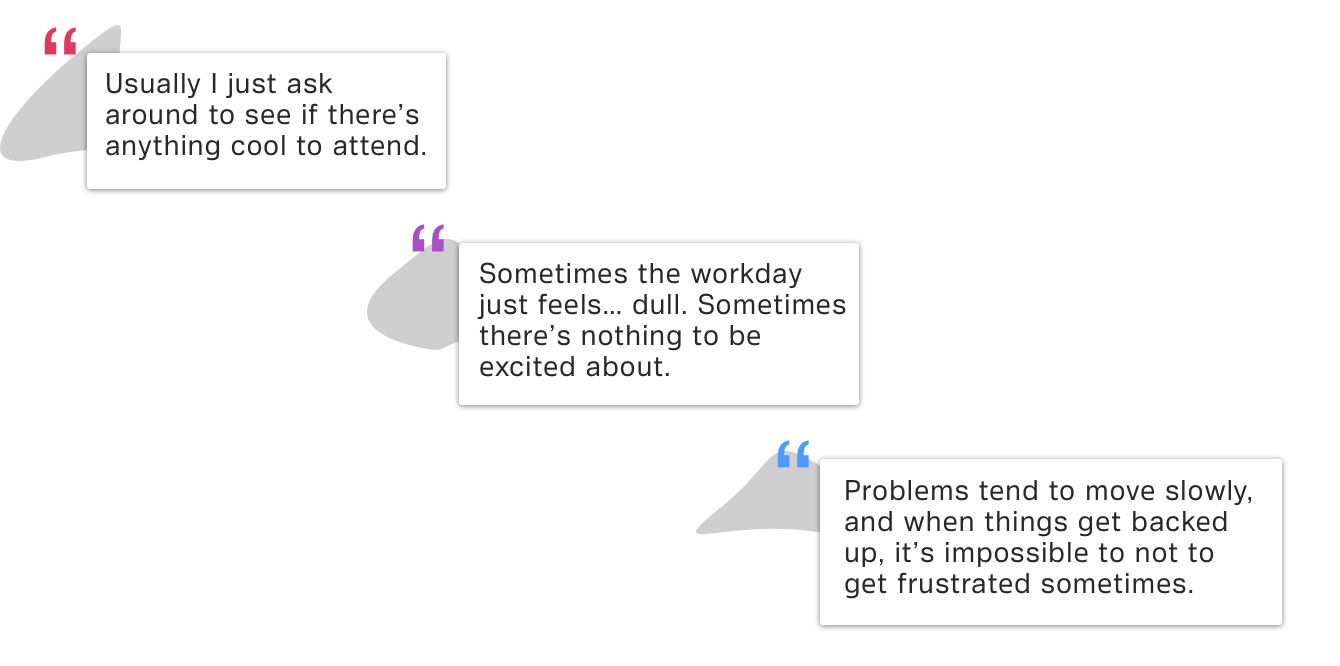 “
Usually I just ask
around to see if there’s
anything cool to attend.
“
Sometimes the workday
just feels... dull. Sometimes
there’s nothing to be
excited about.
“
Problems tend to move slowly,
and when things get backed
up, it’s impossible to not to
get frustrated sometimes.